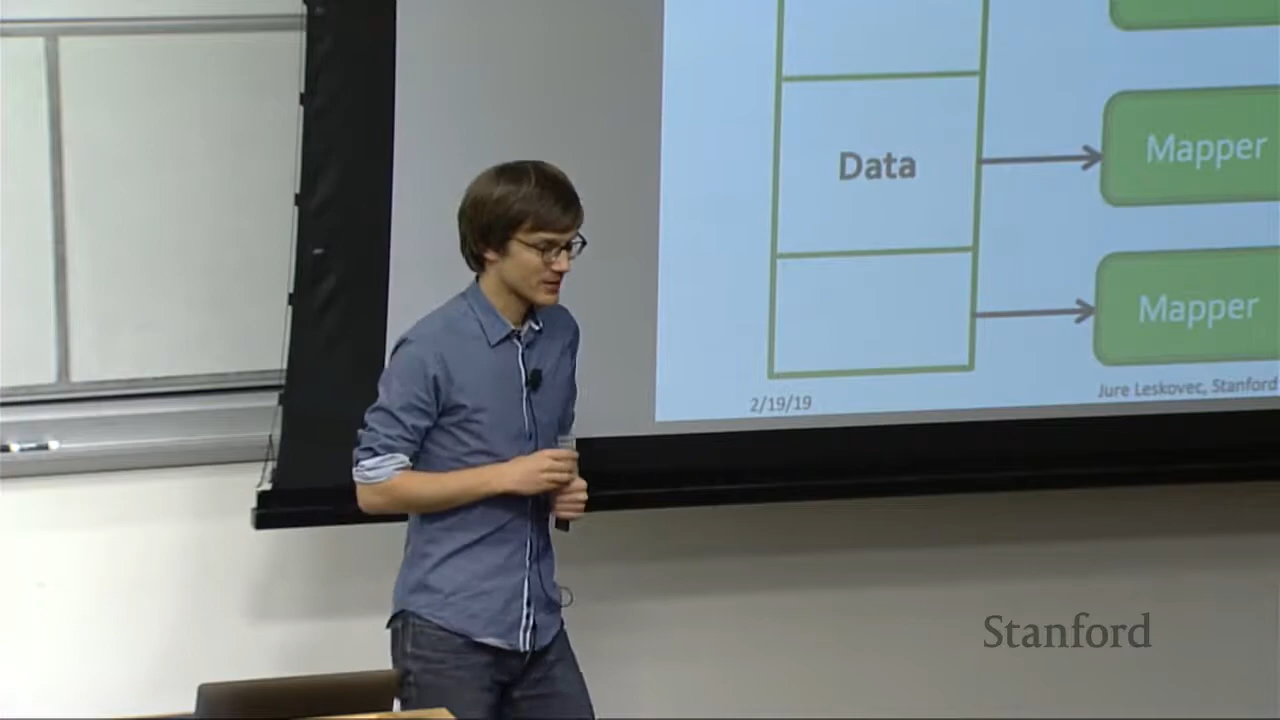 Data
Mapper
Mapper
2/19/19
Jure Leskovec, Stanford
Stanford